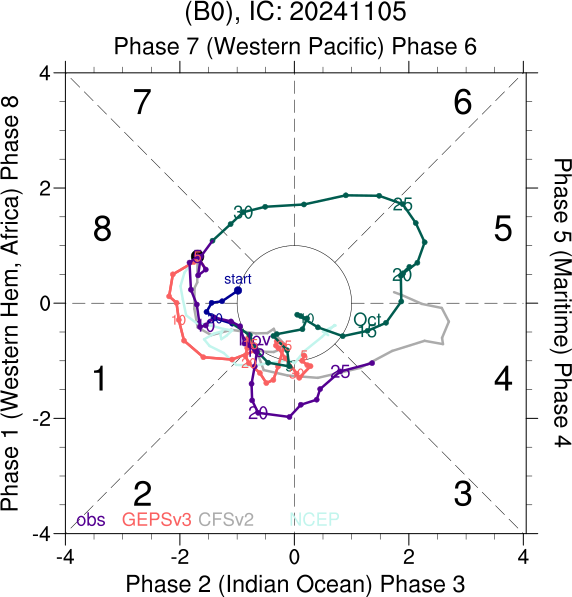 (B0), IC: 20241105
Phase 7 (Western Pacific) Phase 6
Phase 1 (Western Hem, Africa) Phase 8
Phase 5 (Maritime) Phase 4
4
7
6
2
30
25
8
5
5
start
20
0
10
Oct
15
Nov
1
4
25
-2
20
2
3
obs
GEPSv3
CFSv2
NCEP
-4
-4
-2
0
2
4
Phase 2 (Indian Ocean) Phase 3